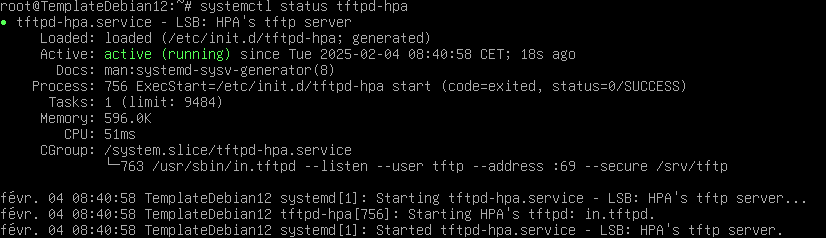 root@TemplateDebian12:~# systemctl status tftpd-hpa
● tftpd-hpa.service - LSB: HPA's tftp server
Loaded: loaded (/etc/init.d/tftpd-hpa; generated)
Active: active (running) since Tue 2025-02-04 08:40:58 CET; 18s ago
Docs: man:systemd-sysv-generator(8)
Process: 756 ExecStart=/etc/init.d/tftpd-hpa start (code=exited, status=0/SUCCESS)
Tasks: 1 (limit: 9484)
Memory: 596.0K
CPU: 51ms
CGroup: /system.slice/tftpd-hpa.service
└─763 /usr/sbin/in.tftpd --listen --user tftp --address :69 --secure /srv/tftp
févr. 04 08:40:58 TemplateDebian12 systemd[1]: Starting tftpd-hpa.service - LSB: HPA's tftp server...
févr. 04 08:40:58 TemplateDebian12 tftpd-hpa[756]: Starting HPA's tftpd: in.tftpd.
févr. 04 08:40:58 TemplateDebian12 systemd[1]: Started tftpd-hpa.service - LSB: HPA's tftp server.